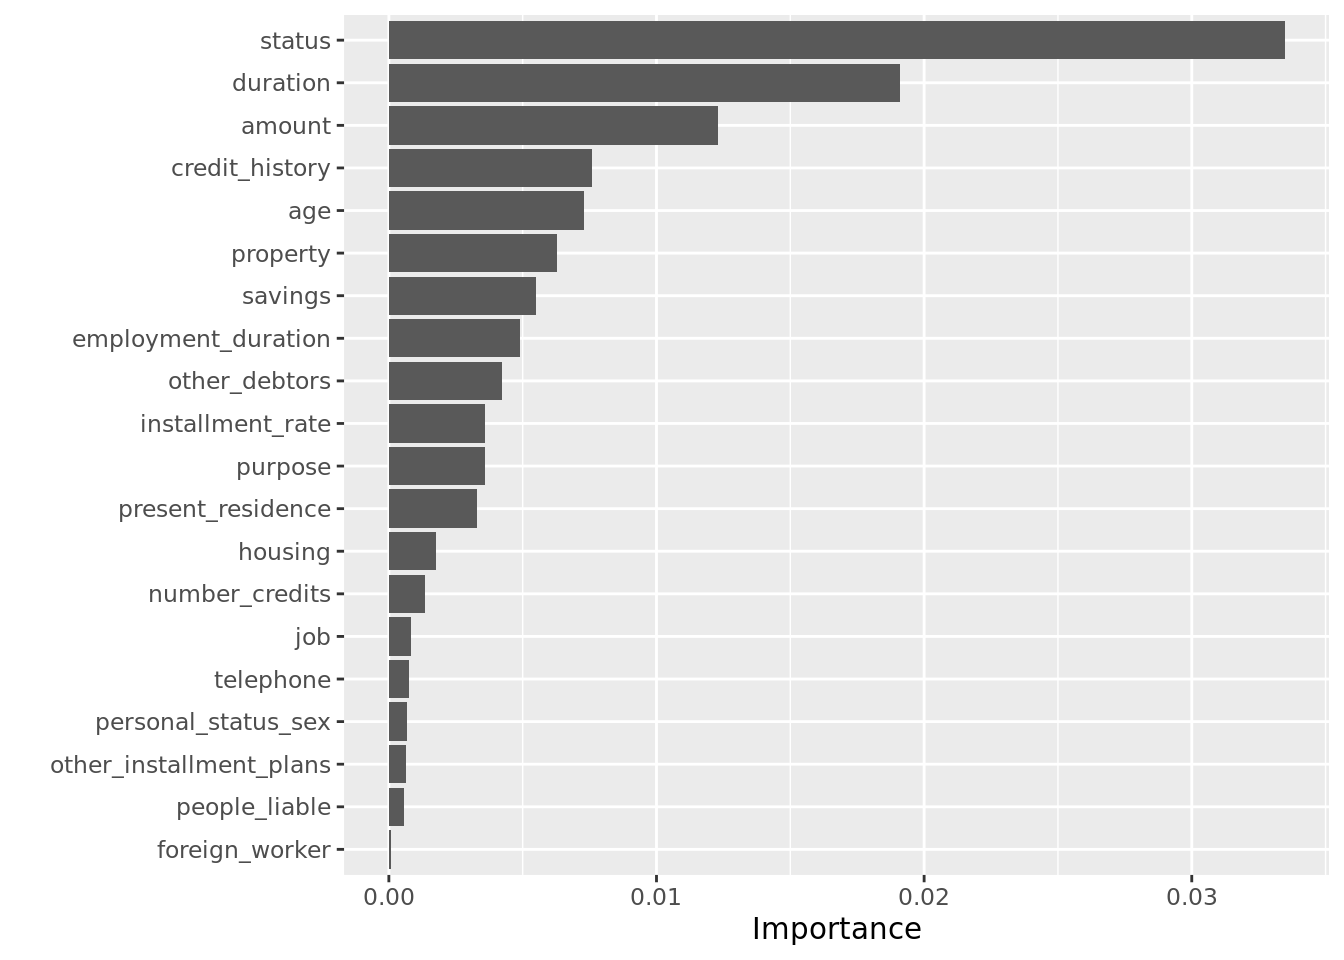 status
duration
amount
credit_history
age
property
savings
employment_duration
other_debtors
installment_rate
purpose
present_residence
housing
number_credits
job
telephone
personal_status_sex
other_installment_plans
people_liable
foreign_worker
0.00 0.01 0.02 0.03
Importance